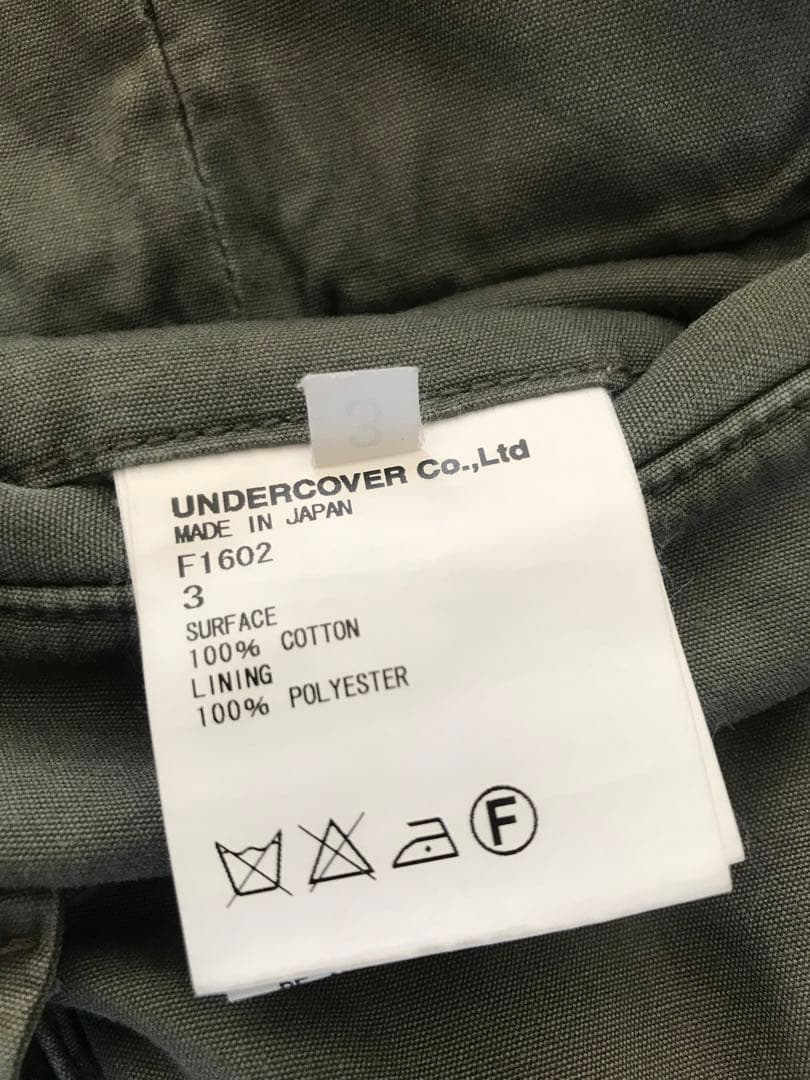 3
UNDERCOVER Co.,Ltd
MADE IN JAPAN
F1602
3
SURFACE
100% COTTON
LINING
100% POLYESTER
F